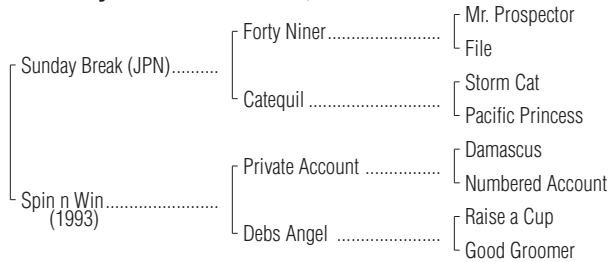 Mr. Prospector
Forty Niner
File
Sunday Break (JPN)
Storm Cat
Catequil
Pacific Princess
Damascus
Private Account
Numbered Account
Spin n Win
(1993)
Raise a Cup
Debs Angel
Good Groomer